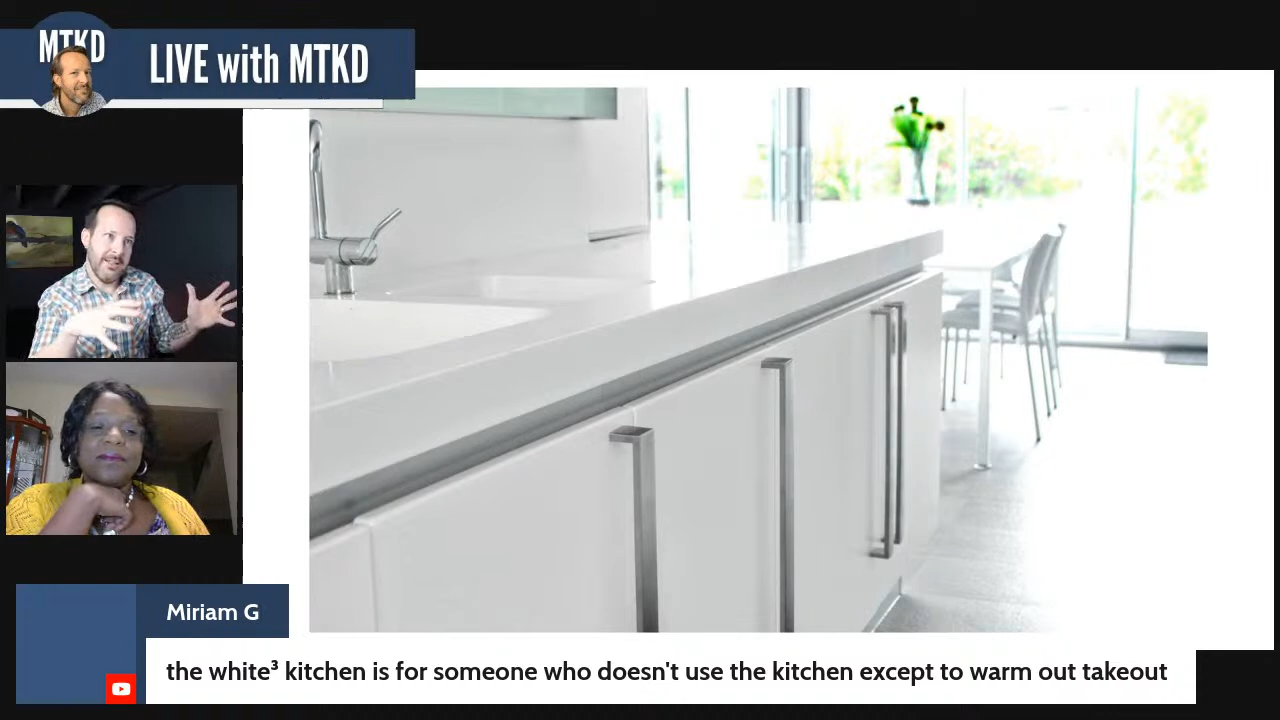 MTKD
LIVE with MTKD
Miriam G
the white³ kitchen is for someone who doesn't use the kitchen except to warm out takeout